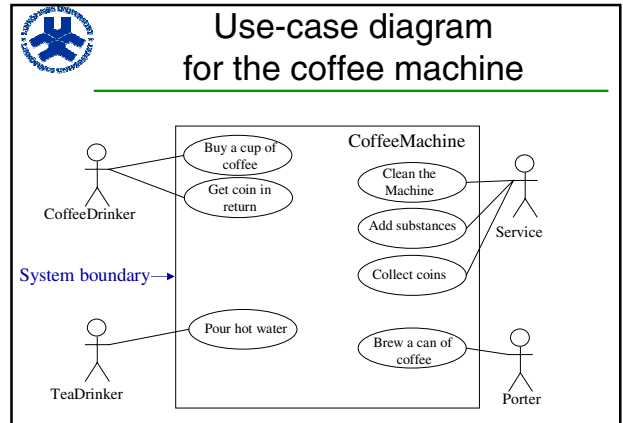 Use-case diagram
for the coffee machine
CoffeeMachine
Buy a cup of
coffee
Get coin in
return
CoffeeDrinker
Clean the
Machine
Add substances
Collect coins
Service
System boundary
Pour hot water
TeaDrinker
Brew a can of
coffee
Porter